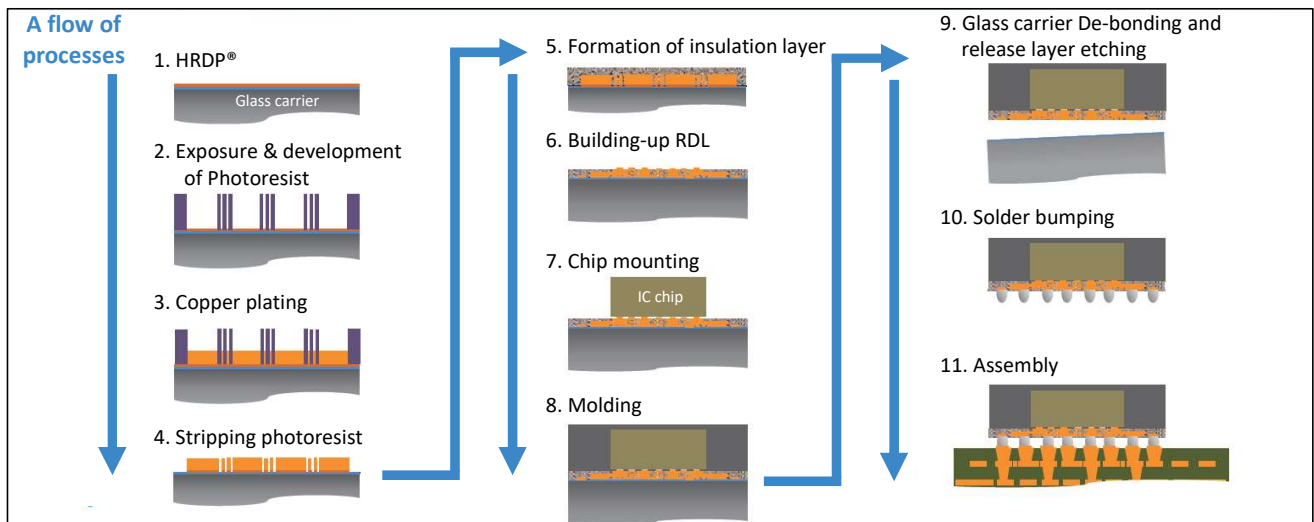 A flow of
processes
1. HRDP®
Glass carrier
2. Exposure & development
of Photoresist
3. Copper plating
4. Stripping photoresist
5. Formation of insulation layer
6. Building-up RDL
7. Chip mounting
IC chip
8. Molding
9. Glass carrier De-bonding and
release layer etching
10. Solder bumping
11. Assembly